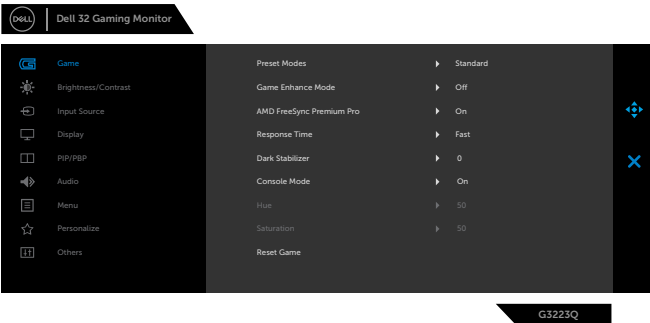 DELL Dell 32 Gaming Monitor
Game Preset Modes Standard
Brightness/Contrast Game Enhance Mode Off
Input Source AMD FreeSync Premium Pro On
Display Response Time Fast
PIP/PBP Dark Stabilizer 0
Audio Console Mode On
Menu Hue 50
Personalize Saturation 50
Others Reset Game
G3223Q